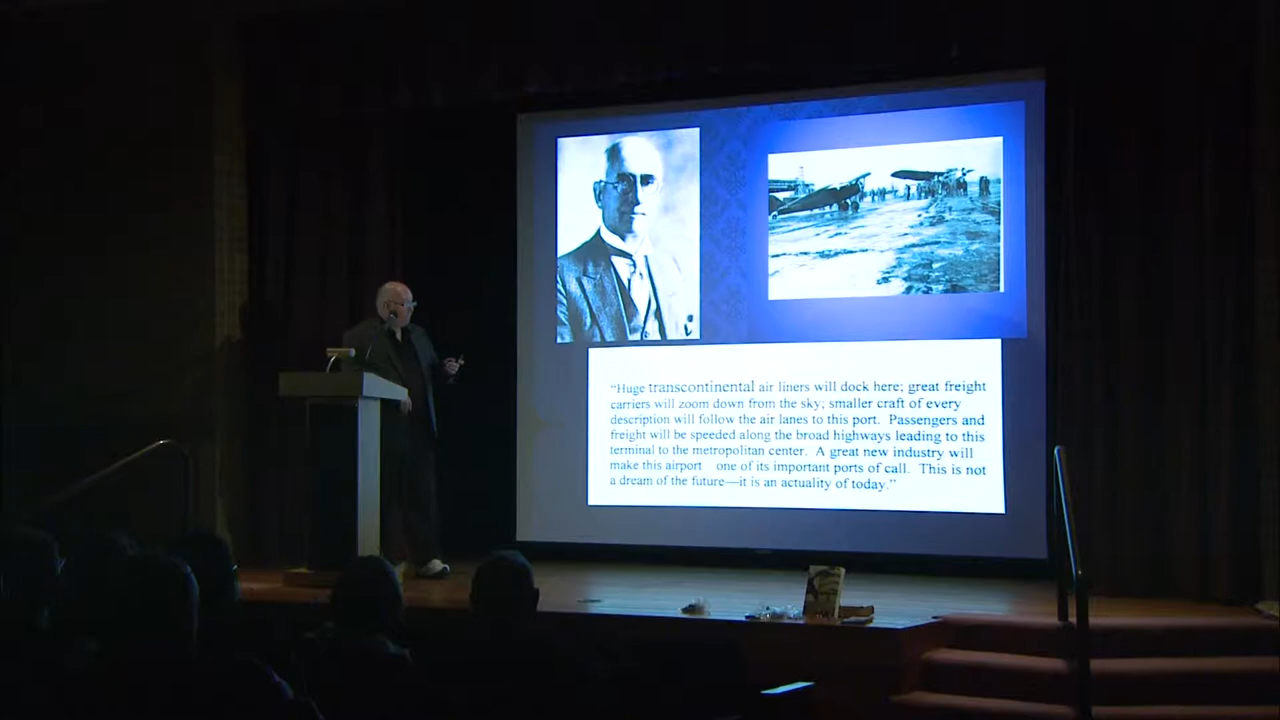 “Huge transcontinental air liners will dock here; great freight
carriers will zoom down from the sky; smaller craft of every
description will follow the air lanes to this port. Passengers and
freight will be speeded along the broad highways leading to this
terminal to the metropolitan center. A great new industry will
make this airport one of its important ports of call. This is not
a dream of the future—it is an actuality of today.”